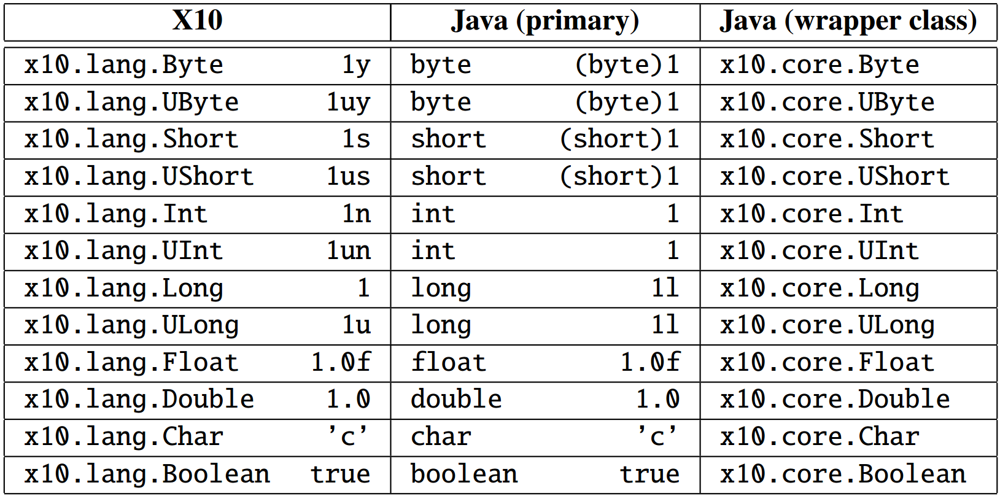 X10 Java (primary) Java (wrapper class)
x10.lang.Byte 1y byte (byte)1 x10.core.Byte
x10.lang.UByte 1uy byte (byte)1 x10.core.UByte
x10.lang.Short 1s short (short)1 x10.core.Short
x10.lang.UShort 1us short (short)1 x10.core.UShort
x10.lang.Int 1n int 1 x10.core.Int
x10.lang.UInt 1un int 1 x10.core.UInt
x10.lang.Long 1 long 1l x10.core.Long
x10.lang.ULong 1u long 1l x10.core.ULong
x10.lang.Float 1.0f float 1.0f x10.core.Float
x10.lang.Double 1.0 double 1.0 x10.core.Double
x10.lang.Char ’c’ char ’c’ x10.core.Char
x10.lang.Boolean true boolean true x10.core.Boolean